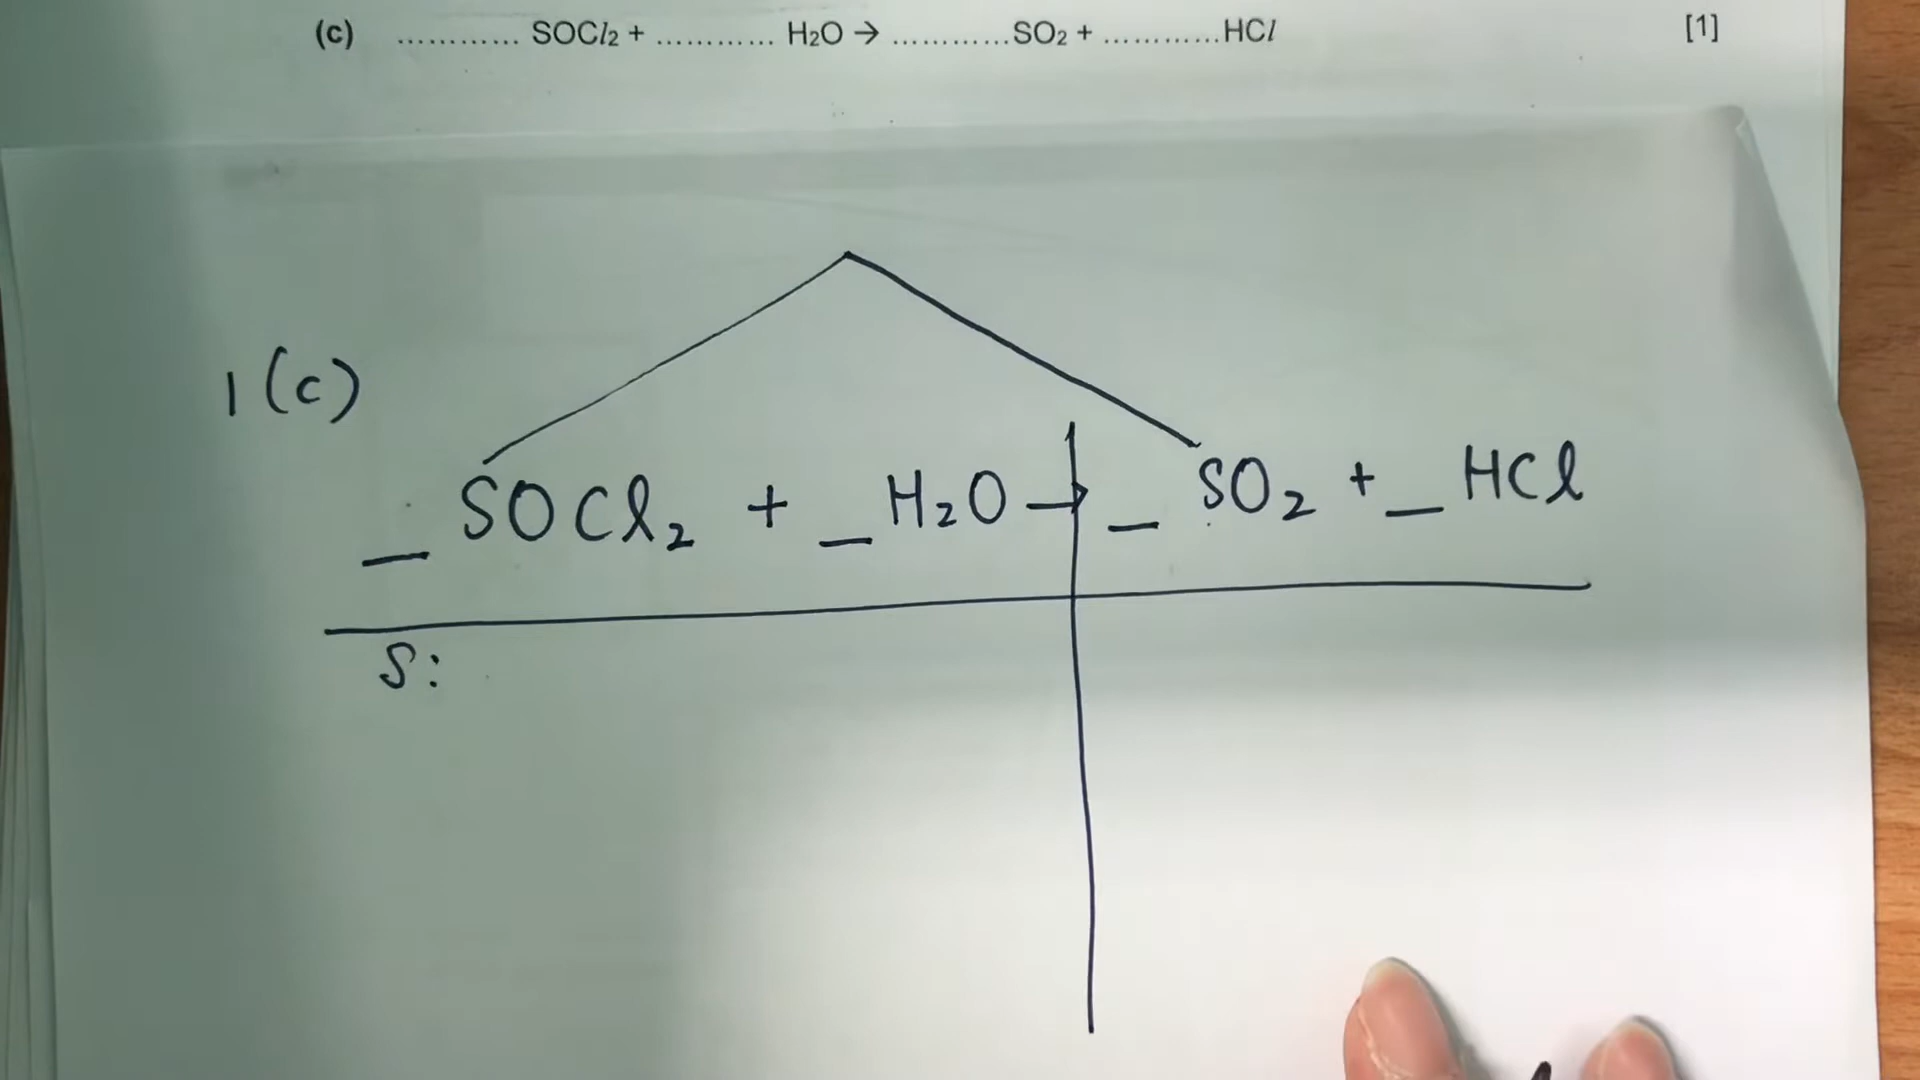 (c) ............ SOCl₂ + ............ H₂O → ............SO₂ + ............HCl [1]
1(c)
_ SOCl₂ + _ H₂O → _ SO₂ + _ HCl
S: